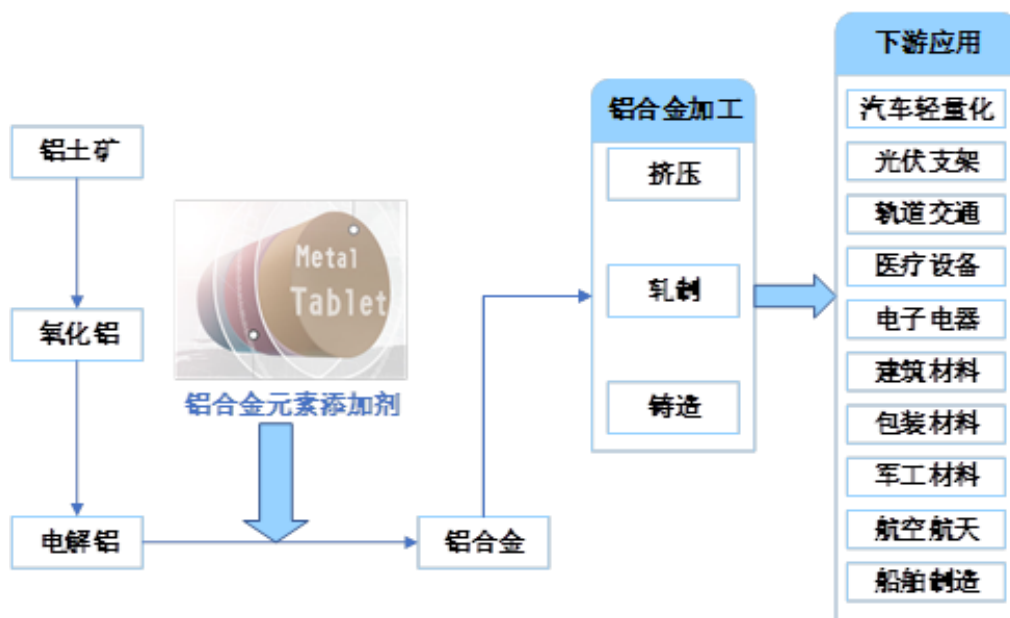 铝土矿
氧化铝
电解铝
Metal
Tablet
铝合金元素添加剂
铝合金
铝合金加工
挤压
轧制
铸造
下游应用
汽车轻量化
光伏支架
轨道交通
医疗设备
电子电器
建筑材料
包装材料
军工材料
航空航天
船舶制造